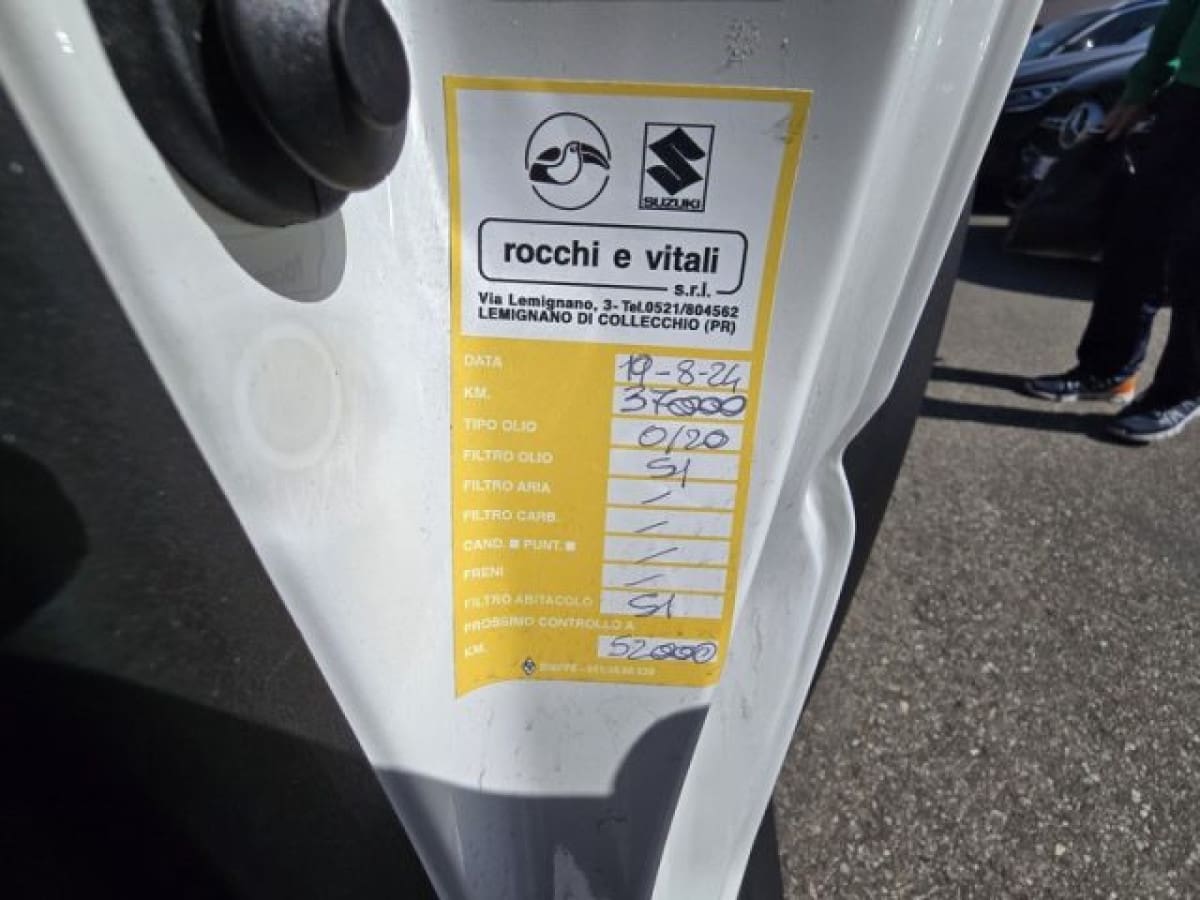 SUZUKI
rocchi e vitali
s.r.l.
Via Lemignano, 3- Tel.0521/804562
LEMIGNANO DI COLLECCHIO (PR)
DATA 19-8-24
KM. 37000
TIPO OLIO 0/20
FILTRO OLIO SI
FILTRO ARIA /
FILTRO CARB. /
CAND. ■ PUNT. ■ /
FRENI /
FILTRO ABITACOLO SI
PROSSIMO CONTROLLO A
KM. 52000